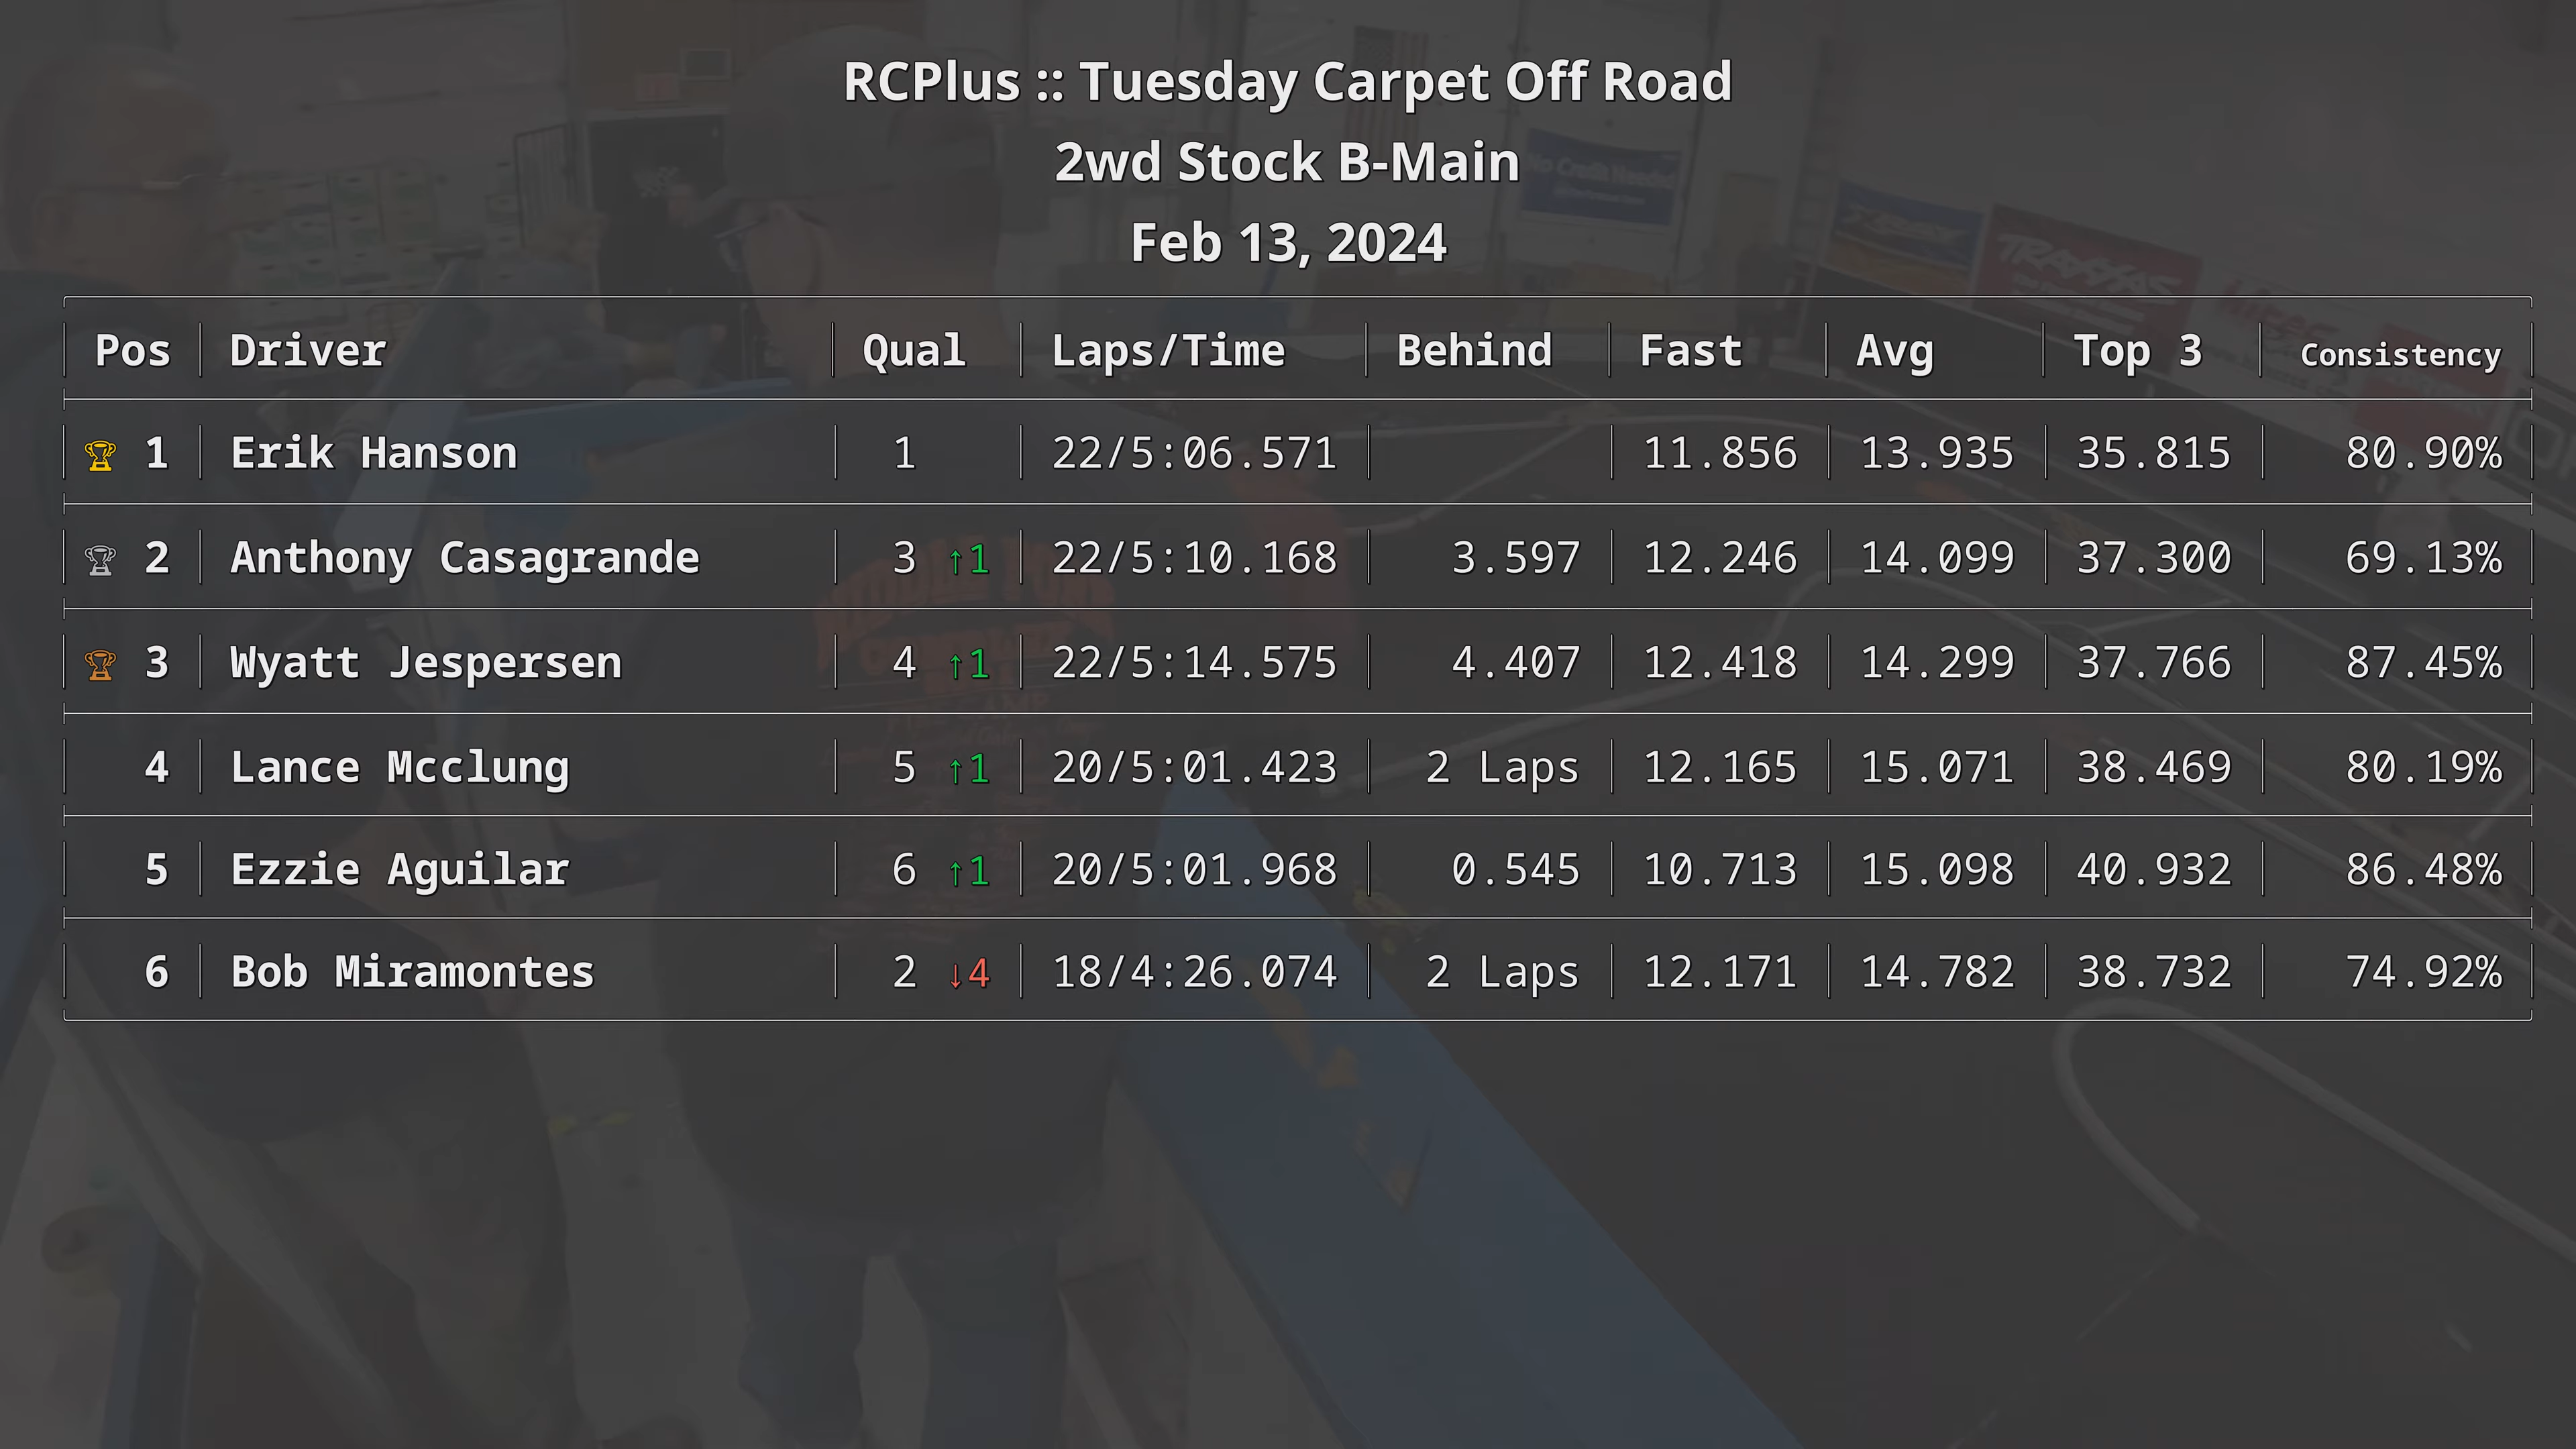 RCPlus :: Tuesday Carpet Off Road
2wd Stock B-Main
Feb 13, 2024
Pos Driver Qual Laps/Time Behind Fast Avg Top 3 Consistency
1 Erik Hanson 1 22/5:06.571 11.856 13.935 35.815 80.90%
2 Anthony Casagrande 3 ↑1 22/5:10.168 3.597 12.246 14.099 37.300 69.13%
3 Wyatt Jespersen 4 ↑1 22/5:14.575 4.407 12.418 14.299 37.766 87.45%
4 Lance Mcclung 5 ↑1 20/5:01.423 2 Laps 12.165 15.071 38.469 80.19%
5 Ezzie Aguilar 6 ↑1 20/5:01.968 0.545 10.713 15.098 40.932 86.48%
6 Bob Miramontes 2 ↓4 18/4:26.074 2 Laps 12.171 14.782 38.732 74.92%
No Credit Needed
TRAXXAS